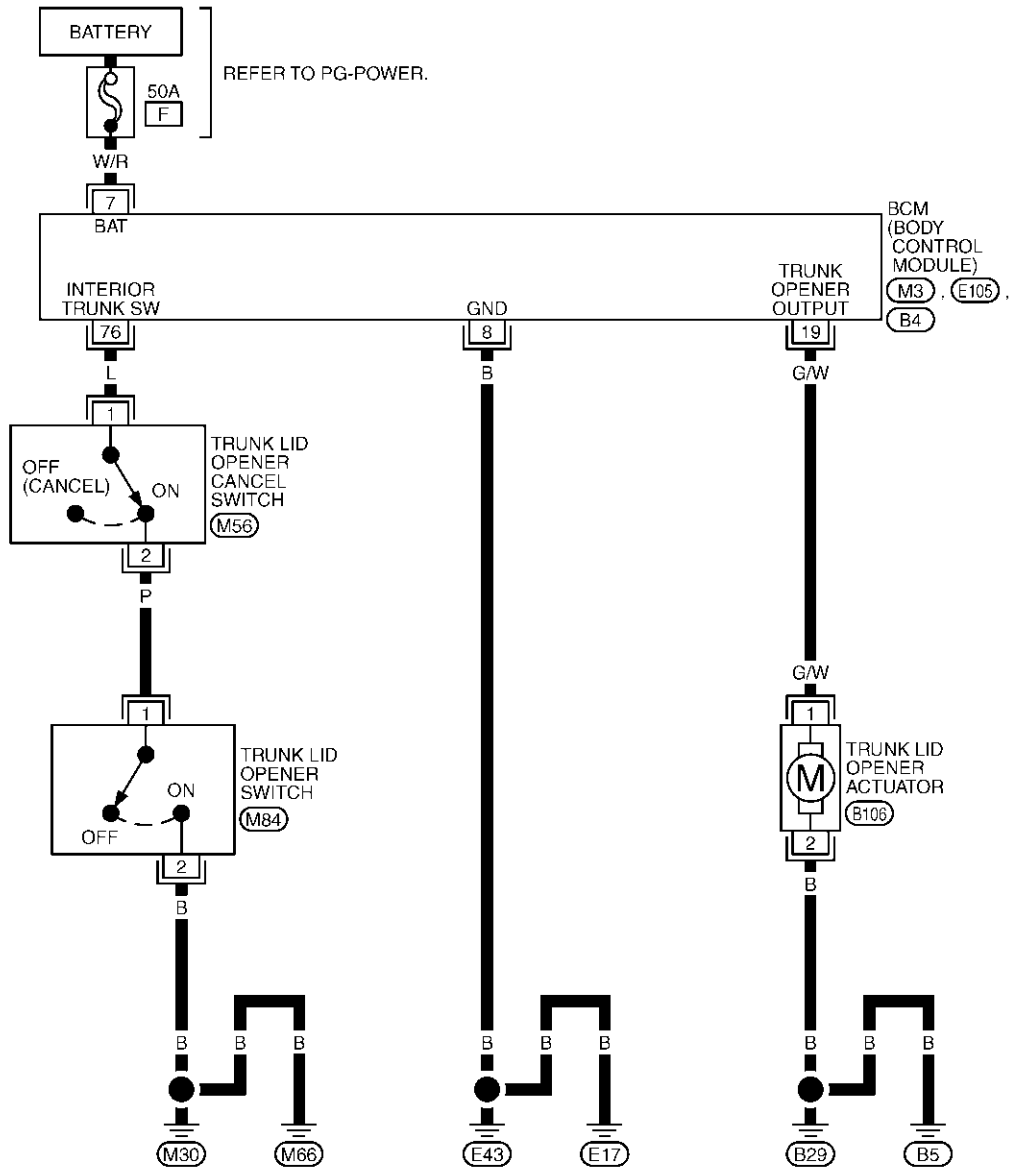 BATTERY
REFER TO PG-POWER.
50A
F
W/R
7
BAT
BCM
(BODY
CONTROL
MODULE)
M3 , E105 ,
B4
INTERIOR
TRUNK SW
GND
TRUNK
OPENER
OUTPUT
76
8
19
L
B
G/W
1
TRUNK LID
OPENER
CANCEL
SWITCH
M56
OFF
(CANCEL)
ON
2
P
G/W
1
1
TRUNK LID
OPENER
SWITCH
M84
ON
OFF
TRUNK LID
OPENER
ACTUATOR
B106
M
2
2
B
B
B B B B B B B B B
M30 M66 E43 E17 B29 B5